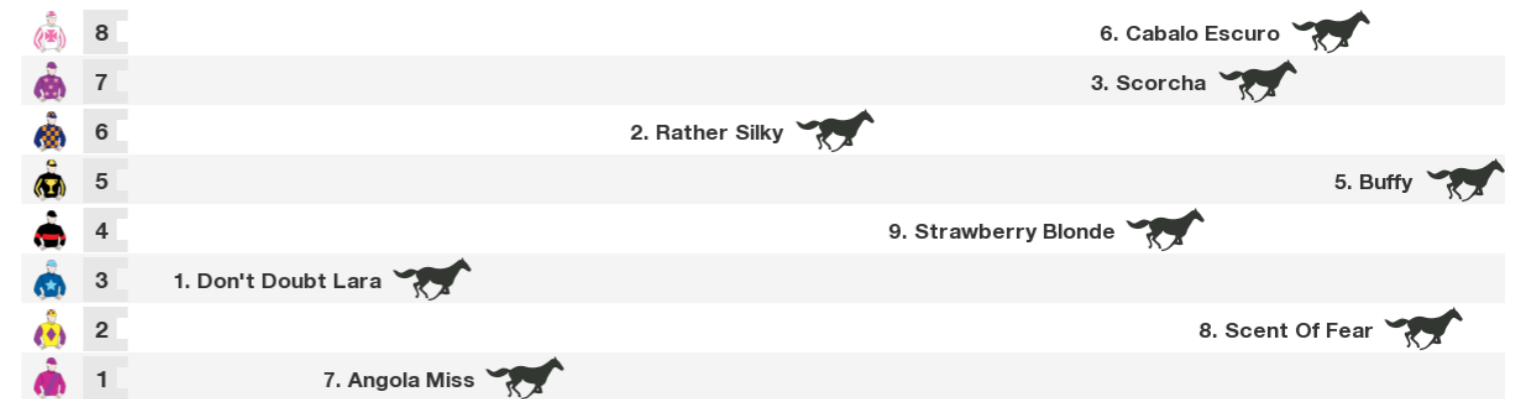 8 6. Cabalo Escuro
7 3. Scorcha
6 2. Rather Silky
5 5. Buffy
4 9. Strawberry Blonde
3 1. Don't Doubt Lara
2 8. Scent Of Fear
1 7. Angola Miss